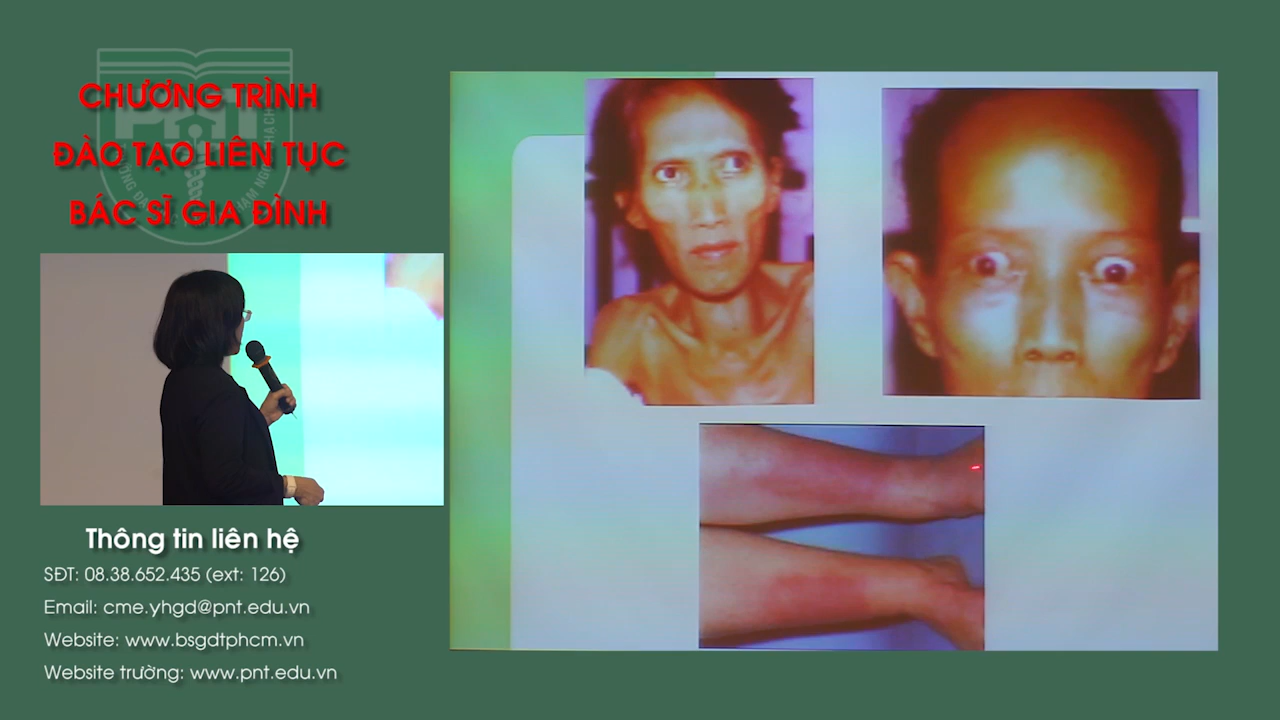 CHƯƠNG TRÌNH
ĐÀO TẠO LIÊN TỤC
BÁC SĨ GIA ĐÌNH
PNT
Thông tin liên hệ
SĐT: 08.38.652.435 (ext: 126)
Email: cme.yhgd@pnt.edu.vn
Website: www.bsgdtphcm.vn
Website trường: www.pnt.edu.vn